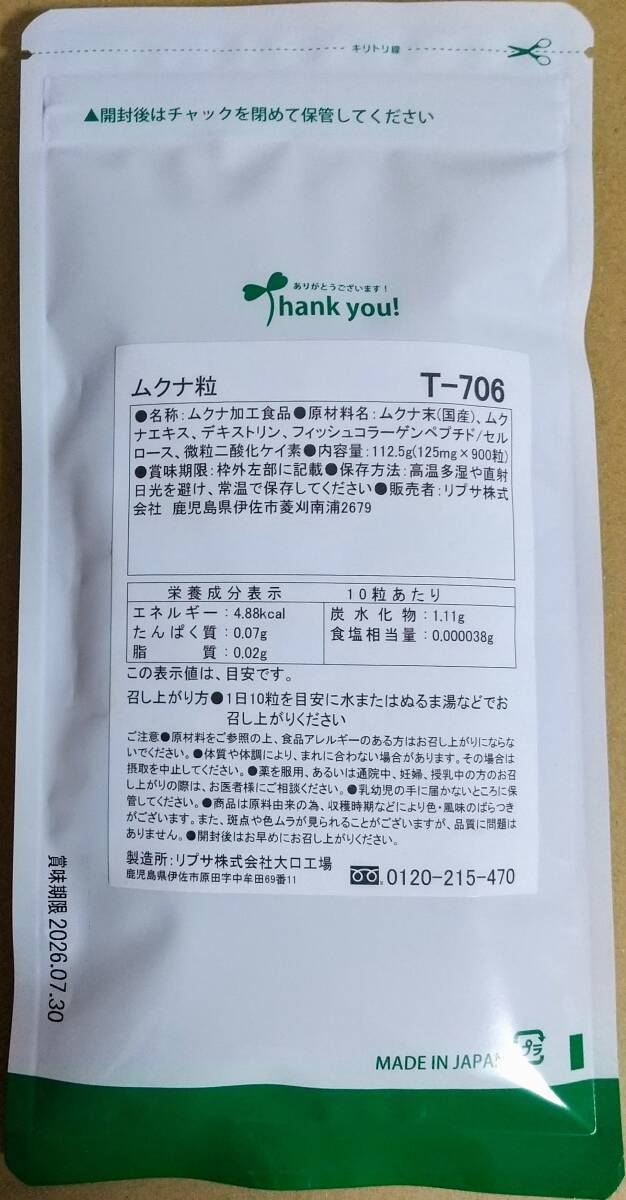 キリトリ線
▲開封後はチャックを閉めて保管してください
ありがとうございます！
Thank you!
ムクナ粒 T-706
●名称：ムクナ加工食品●原材料名：ムクナ末(国産)、ムク
ナエキス、デキストリン、フィッシュコラーゲンペプチド/セル
ロース、微粒二酸化ケイ素●内容量：112.5g(125mg×900粒)
●賞味期限：枠外左部に記載●保存方法：高温多湿や直射
日光を避け、常温で保存してください●販売者：リプサ株式
会社 鹿児島県伊佐市菱刈南浦2679
栄養成分表示 10粒あたり
エネルギー：4.88kcal 炭水化物：1.11g
たんぱく質：0.07g 食塩相当量：0.000038g
脂質：0.02g
この表示値は、目安です。
召し上がり方●1日10粒を目安に水またはぬるま湯などでお
召し上がりください
ご注意●原材料をご参照の上、食品アレルギーのある方はお召し上がりにならな
いでください。●体質や体調により、まれに合わない場合があります。その場合は
摂取を中止してください。●薬を服用、あるいは通院中、妊婦、授乳中の方のお召
し上がりの際は、お医者様にご相談ください。●乳幼児の手に届かないところに保
管してください。●商品は原料由来の為、収穫時期などにより色・風味のばらつき
がございます。また、斑点や色ムラが見られることがございますが、品質に問題は
ありません。●開封後はお早めにお召し上がりください。
製造所：リプサ株式会社大口工場
鹿児島県伊佐市原田字中牟田69番11 0120-215-470
賞味期限 2026.07.30
MADE IN JAPAN プラ